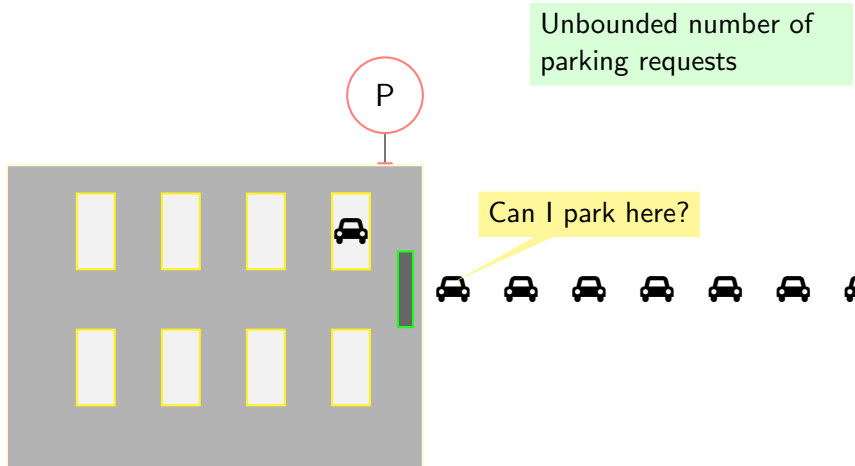 Unbounded number of
parking requests
P
Can I park here?